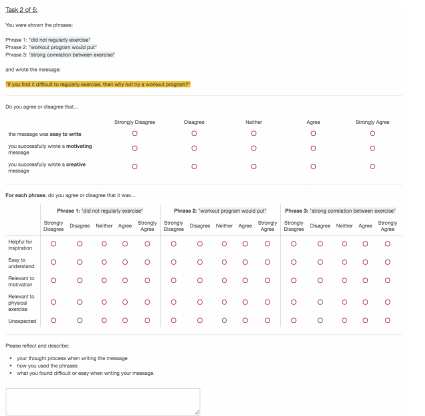 Task 2 of 5:
You were shown the phrases:
Phrase 1: "did not regularly exercise"
Phrase 2: "workout program would put"
Phrase 3: "strong correlation between exercise"
and wrote the message:
"If you find it difficult to regularly exercise, then why not try a workout program?"
Do you agree or disagree that...
Strongly Disagree Disagree Neither Agree Strongly Agree
the message was easy to write
you successfully wrote a motivating
message
you successfully wrote a creative
message
For each phrase, do you agree or disagree that it was...
Phrase 1: "did not regularly exercise" Phrase 2: "workout program would put" Phrase 3: "strong correlation between exercise"
Strongly Disagree Disagree Neither Agree Strongly Agree Strongly Disagree Disagree Neither Agree Strongly Agree Strongly Disagree Disagree Neither Agree Strongly Agree
Helpful for
inspiration
Easy to
understand
Relevant to
motivation
Relevant to
physical
exercise
Unexpected
Please reflect and describe:
• your thought process when writing the message
• how you used the phrases
• what you found difficult or easy when writing your message.